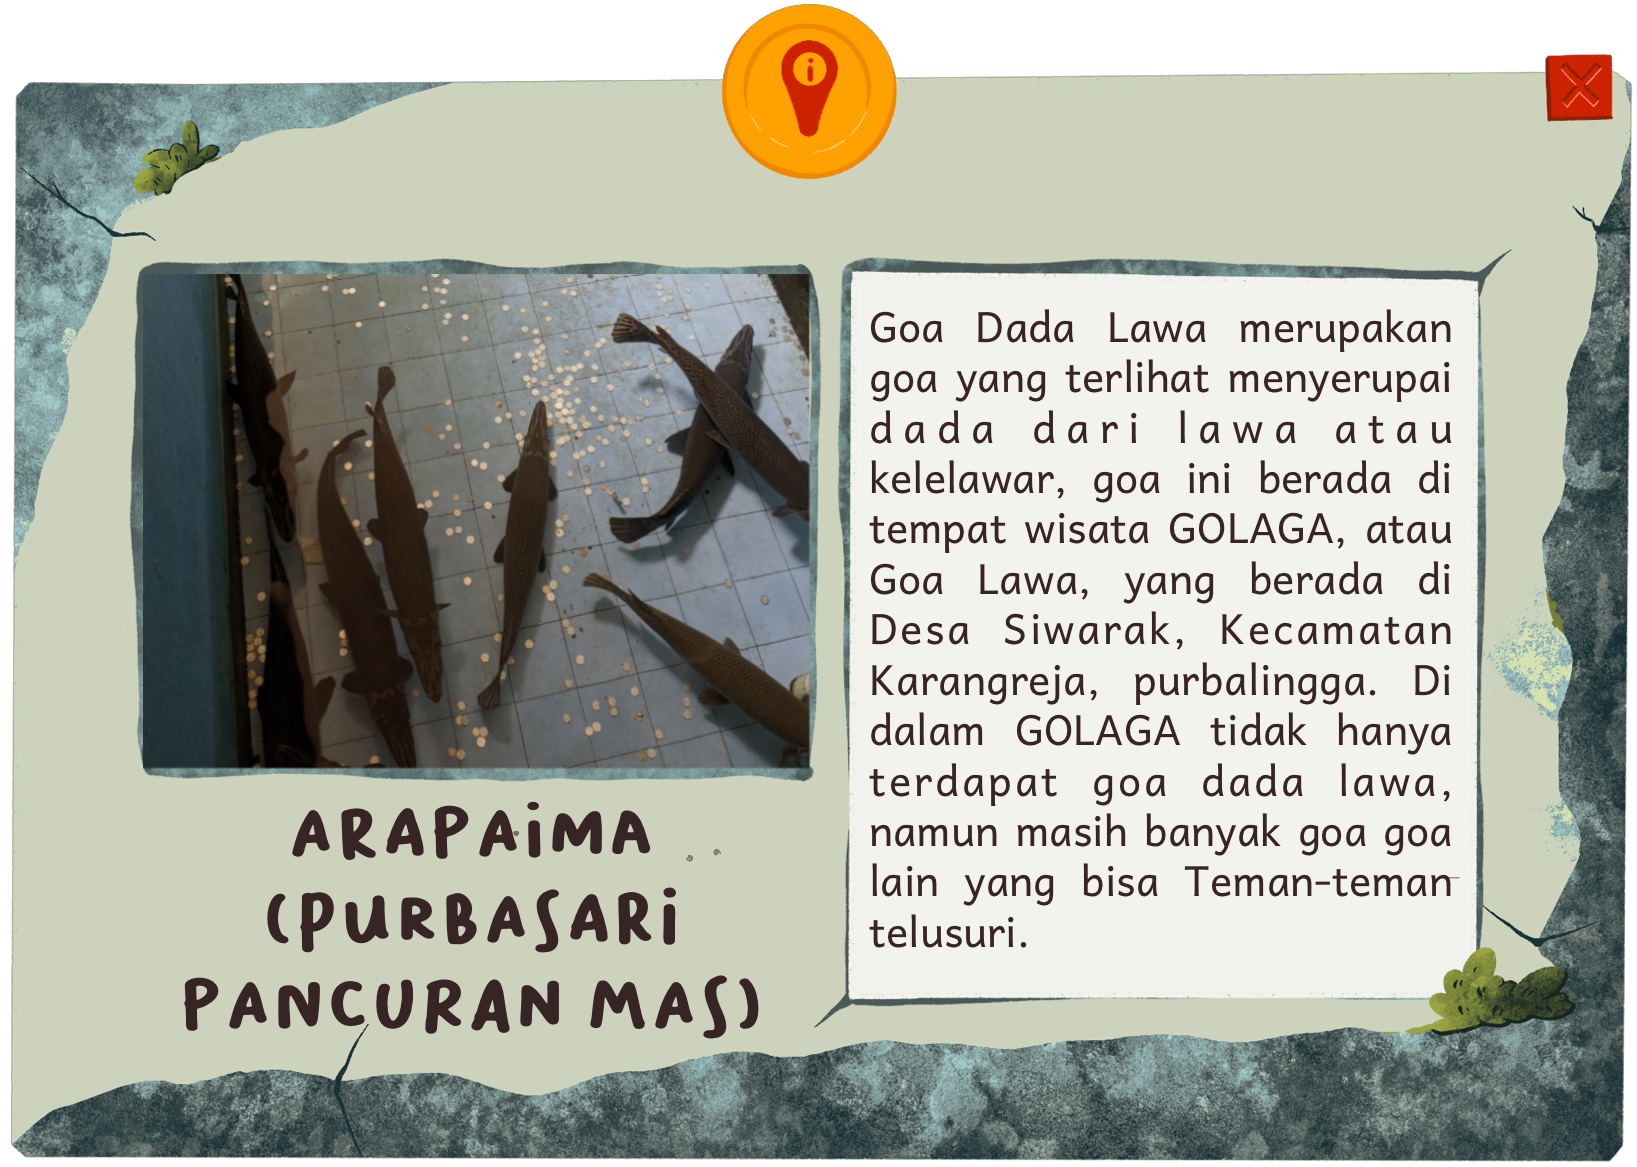 ARAPAiMA
(PURBASARi
PANCURAN MAS)
Goa Dada Lawa merupakan
goa yang terlihat menyerupai
dada dari lawa atau
kelelawar, goa ini berada di
tempat wisata GOLAGA, atau
Goa Lawa, yang berada di
Desa Siwarak, Kecamatan
Karangreja, purbalingga. Di
dalam GOLAGA tidak hanya
terdapat goa dada lawa,
namun masih banyak goa goa
lain yang bisa Teman-teman
telusuri.